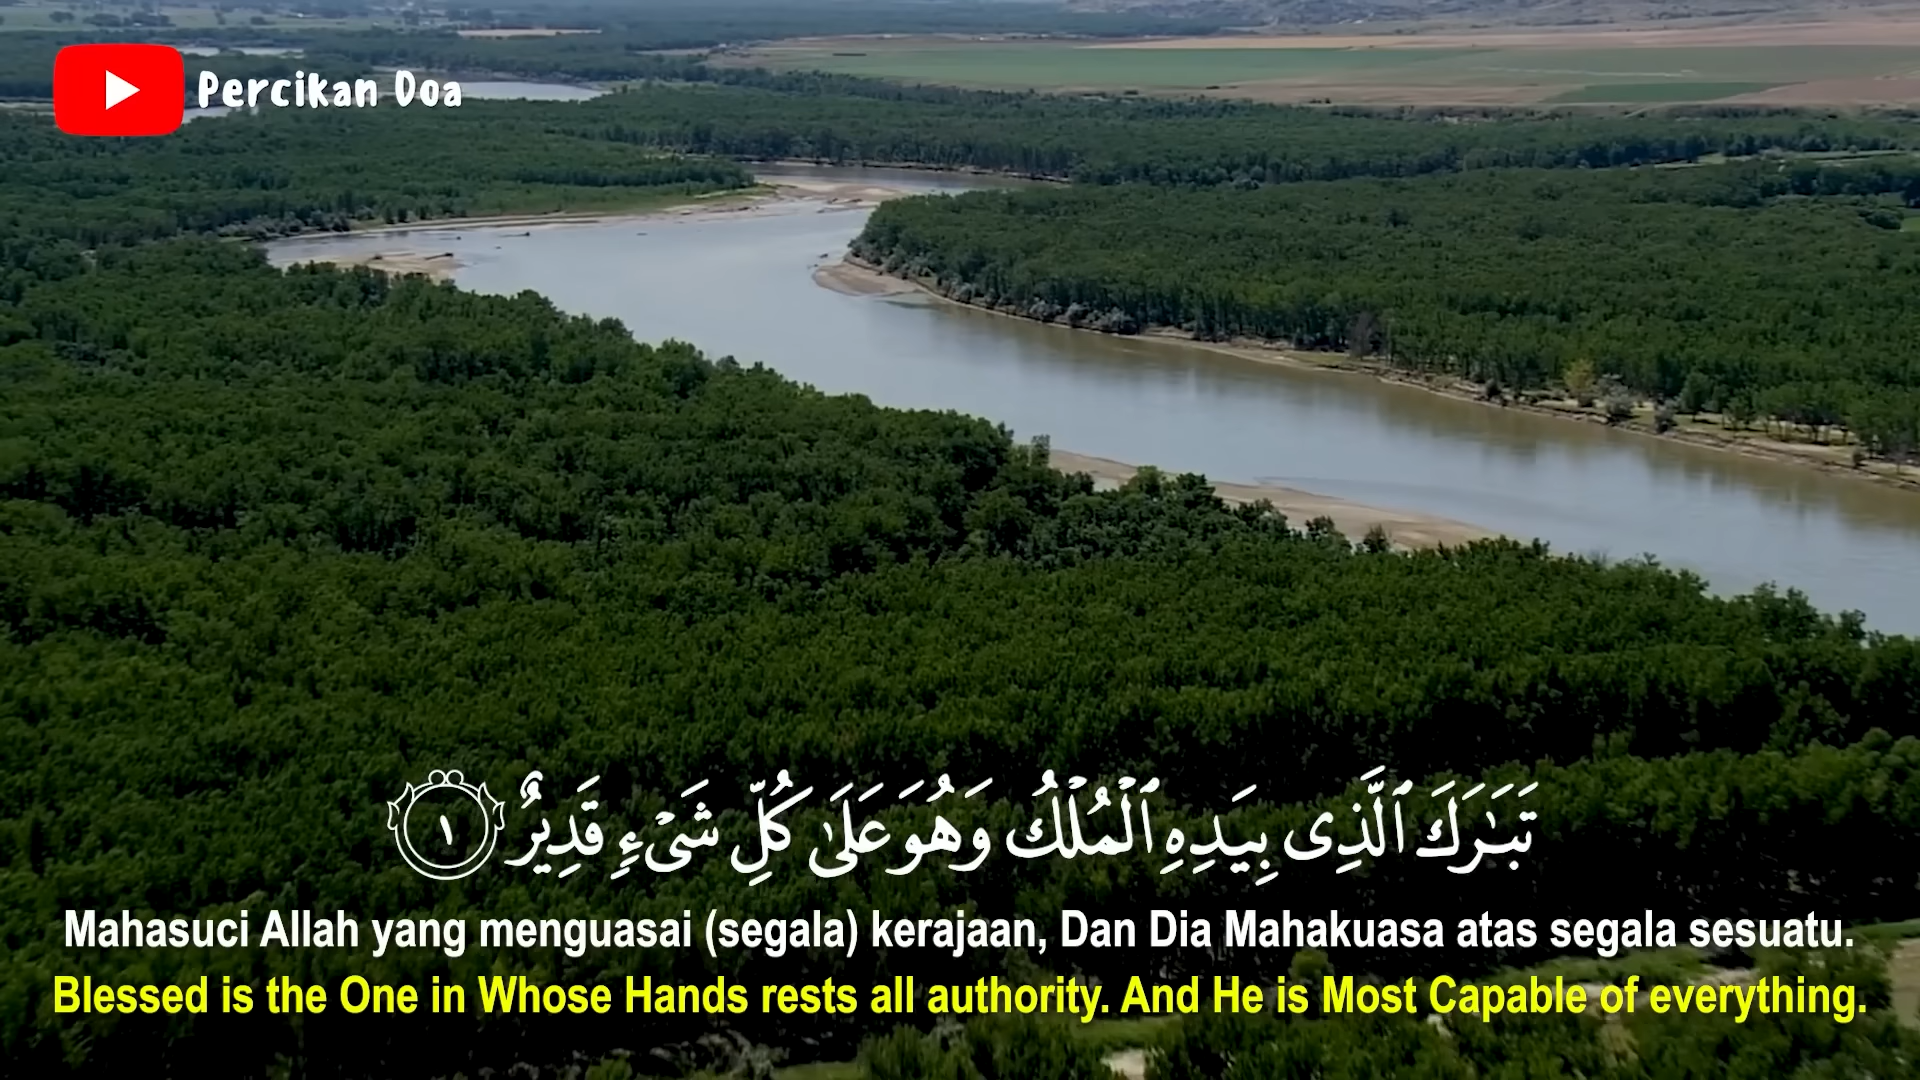 Percikan Doa
تَبَـٰرَكَ ٱلَّذِى بِيَدِهِ ٱلْمُلْكُ وَهُوَ عَلَىٰ كُلِّ شَىْءٍ قَدِيرٌ ١
Mahasuci Allah yang menguasai (segala) kerajaan, Dan Dia Mahakuasa atas segala sesuatu.
Blessed is the One in Whose Hands rests all authority. And He is Most Capable of everything.